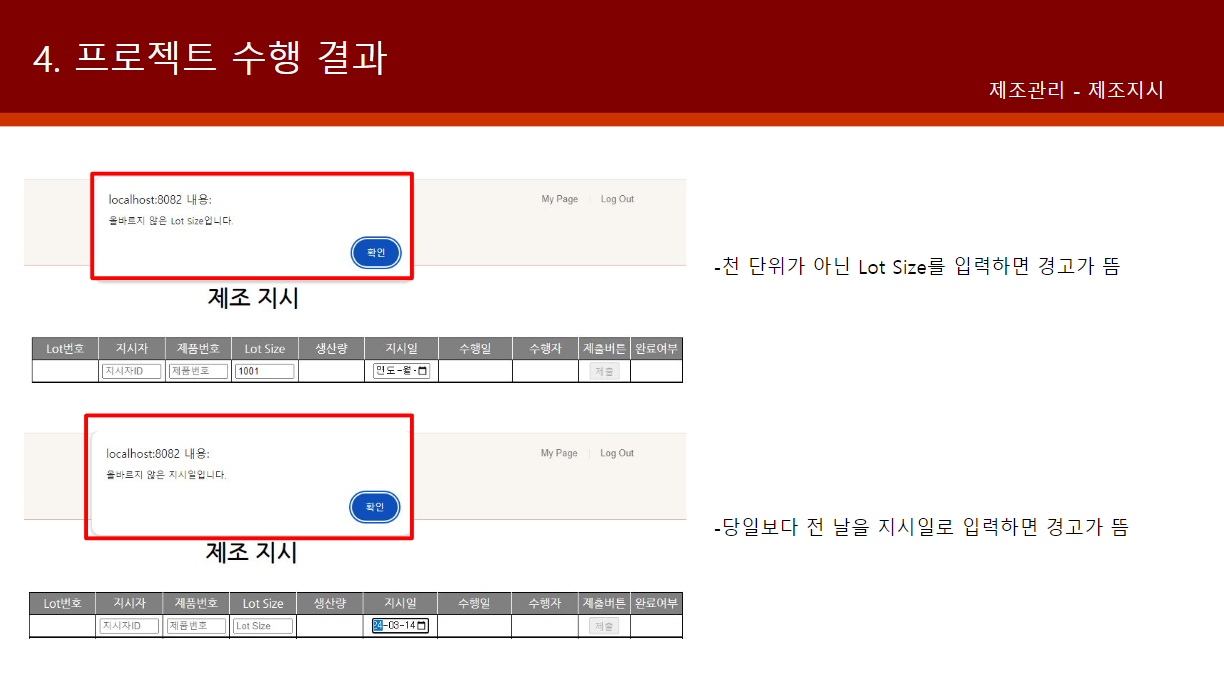 4. 프로젝트 수행 결과
제조관리 - 제조지시
localhost:8082 내용:
올바르지 않은 Lot Size입니다.
확인
My Page
Log Out
-천 단위가 아닌 Lot Size를 입력하면 경고가 뜸
제조 지시
Lot번호 지시자 제품번호 Lot Size 생산량 지시일 수행일 수행자 제출버튼 완료여부
지시자ID 제품번호 1001 연도-월- 제출
localhost:8082 내용:
올바르지 않은 지시일입니다.
확인
My Page
Log Out
-당일보다 전 날을 지시일로 입력하면 경고가 뜸
제조 지시
Lot번호 지시자 제품번호 Lot Size 생산량 지시일 수행일 수행자 제출버튼 완료여부
지시자ID 제품번호 Lot Size 24-03-14 제출